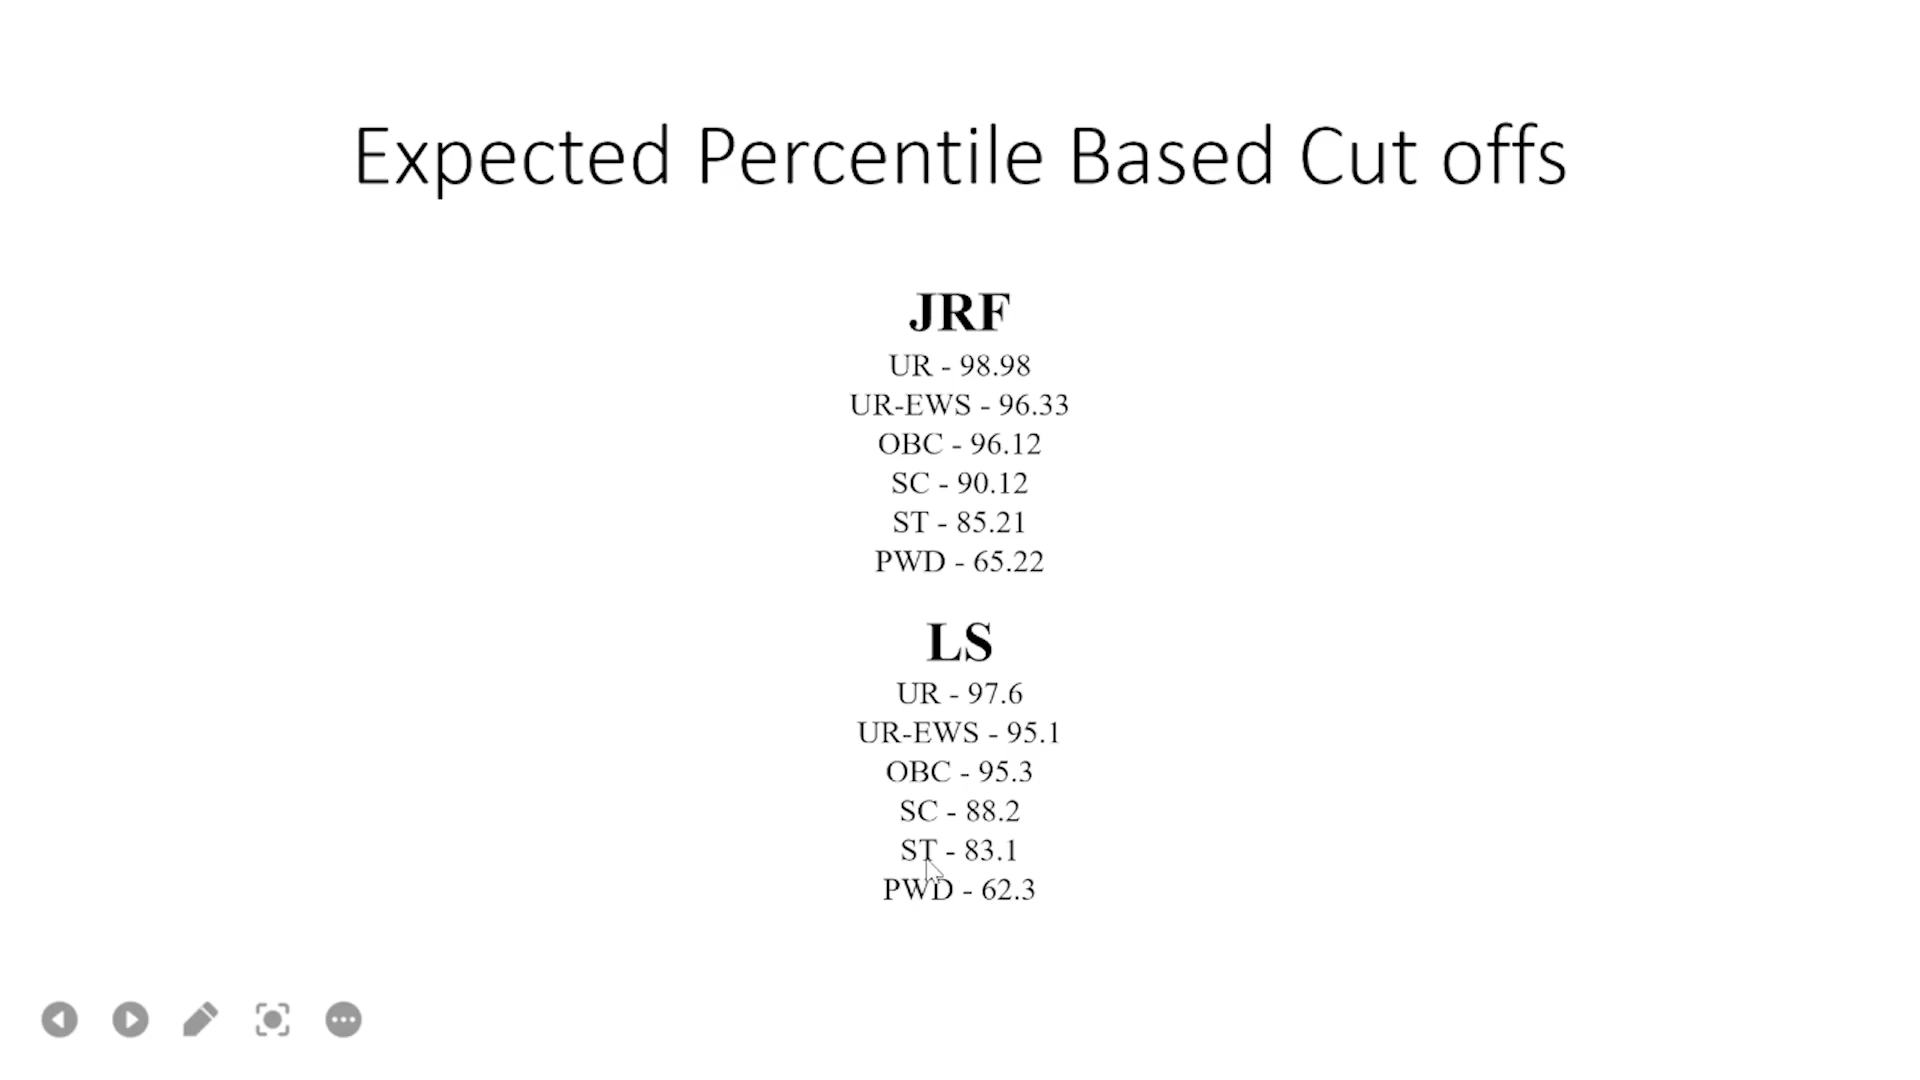 Expected Percentile Based Cut offs
JRF
UR - 98.98
UR-EWS - 96.33
OBC - 96.12
SC - 90.12
ST - 85.21
PWD - 65.22
LS
UR - 97.6
UR-EWS - 95.1
OBC - 95.3
SC - 88.2
ST - 83.1
PWD - 62.3